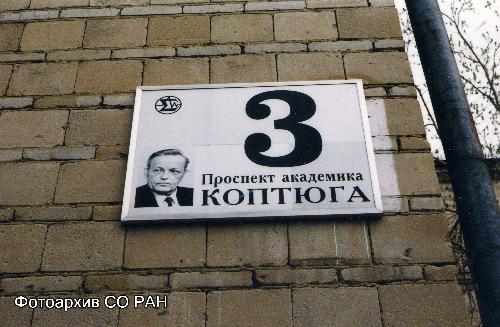 3
Проспект академика
КОПТЮГА
Фотоархив СО РАН